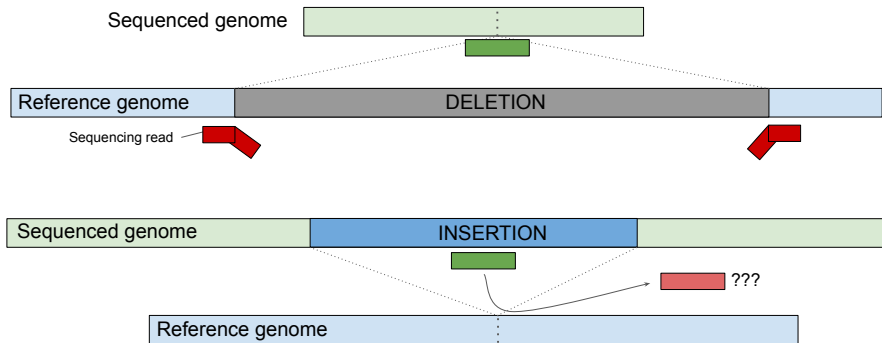 Sequenced genome
Reference genome
DELETION
Sequencing read
Sequenced genome
INSERTION
???
Reference genome